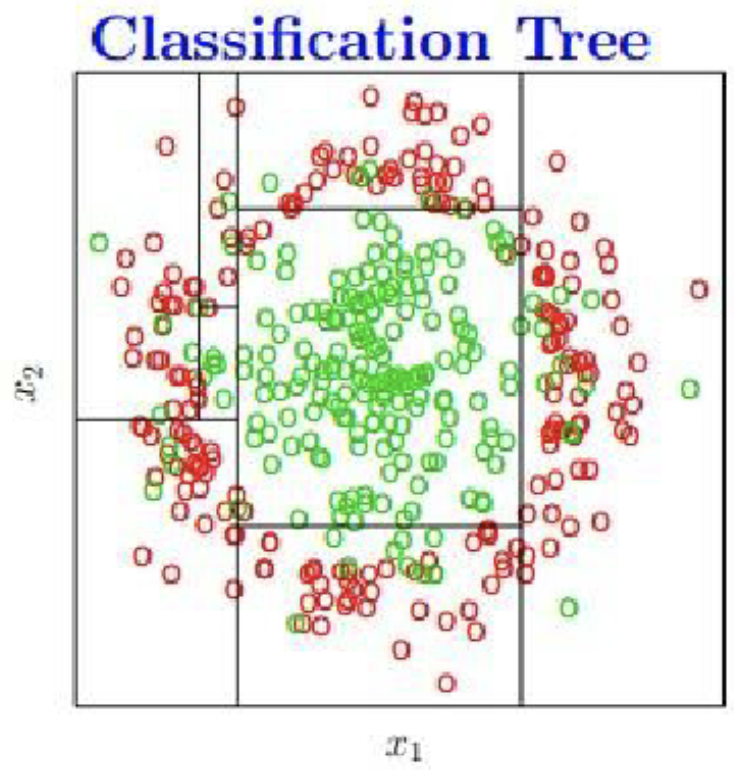 Classification Tree
x₂
x₁